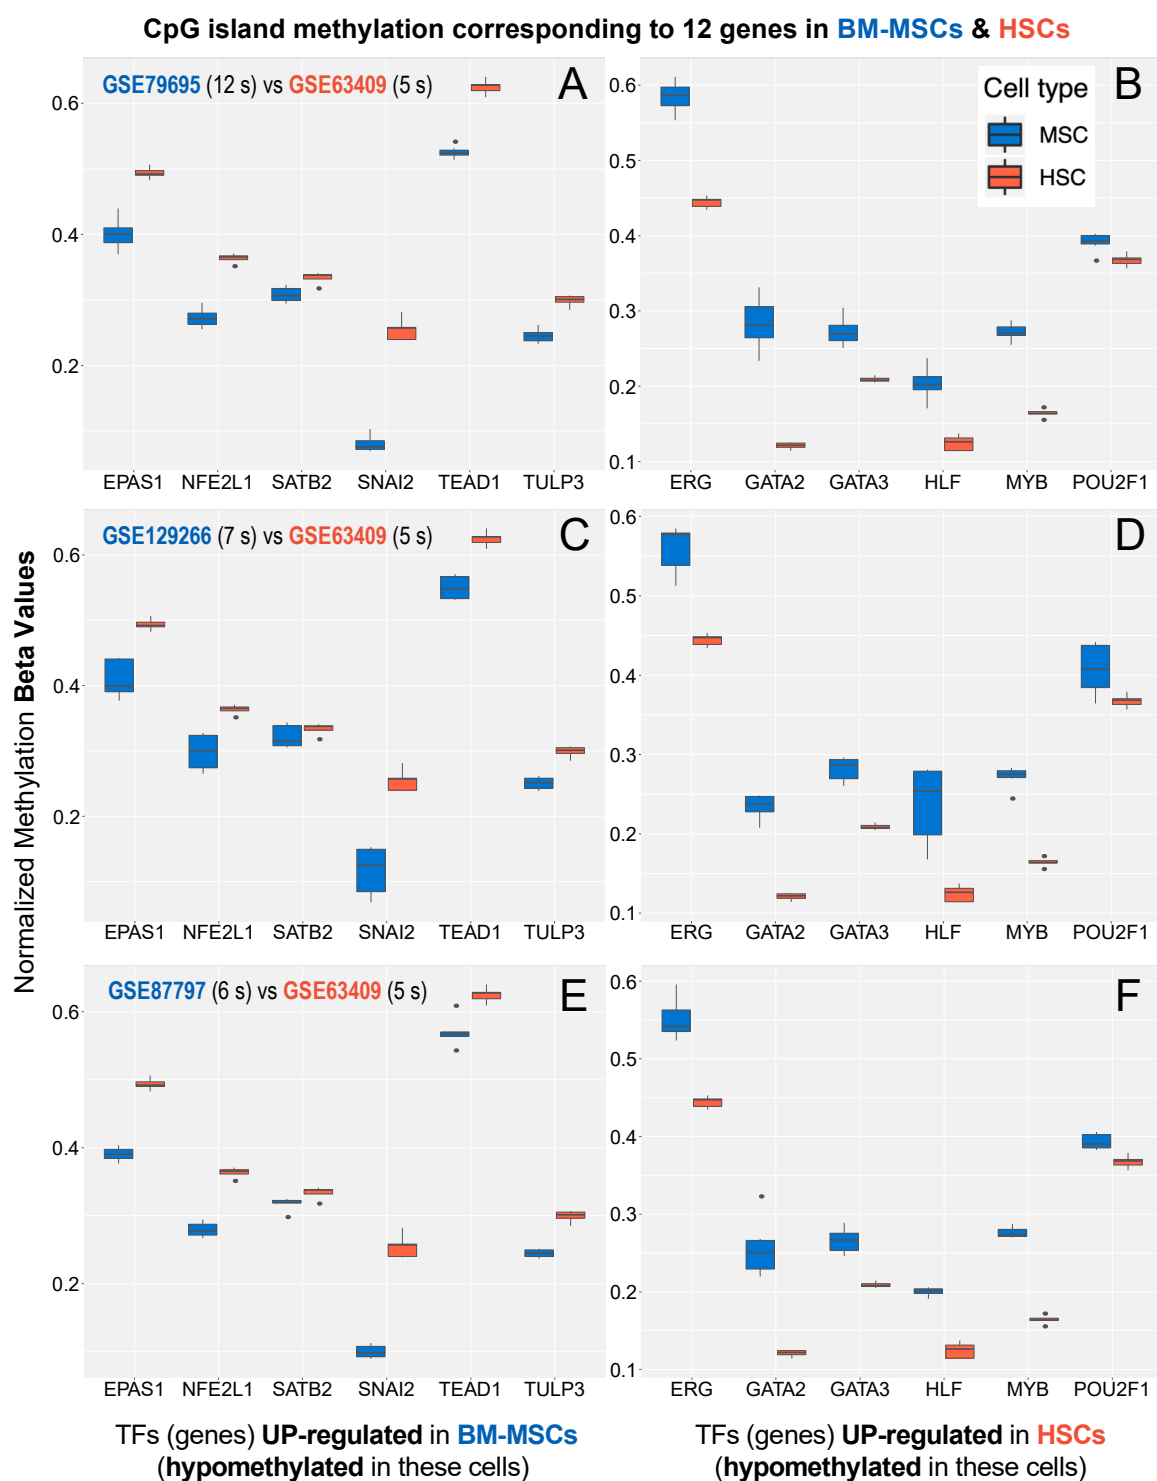 CpG island methylation corresponding to 12 genes in BM-MSCs & HSCs
Normalized Methylation Beta Values
GSE79695 (12 s) vs GSE63409 (5 s)
A
0.6
0.4
0.2
EPAS1 NFE2L1 SATB2 SNAI2 TEAD1 TULP3
B
Cell type
MSC
HSC
0.6
0.5
0.4
0.3
0.2
0.1
ERG GATA2 GATA3 HLF MYB POU2F1
GSE129266 (7 s) vs GSE63409 (5 s)
C
0.6
0.4
0.2
EPAS1 NFE2L1 SATB2 SNAI2 TEAD1 TULP3
D
0.6
0.5
0.4
0.3
0.2
0.1
ERG GATA2 GATA3 HLF MYB POU2F1
GSE87797 (6 s) vs GSE63409 (5 s)
E
0.6
0.4
0.2
EPAS1 NFE2L1 SATB2 SNAI2 TEAD1 TULP3
F
0.6
0.5
0.4
0.3
0.2
0.1
ERG GATA2 GATA3 HLF MYB POU2F1
TFs (genes) UP-regulated in BM-MSCs
(hypomethylated in these cells)
TFs (genes) UP-regulated in HSCs
(hypomethylated in these cells)